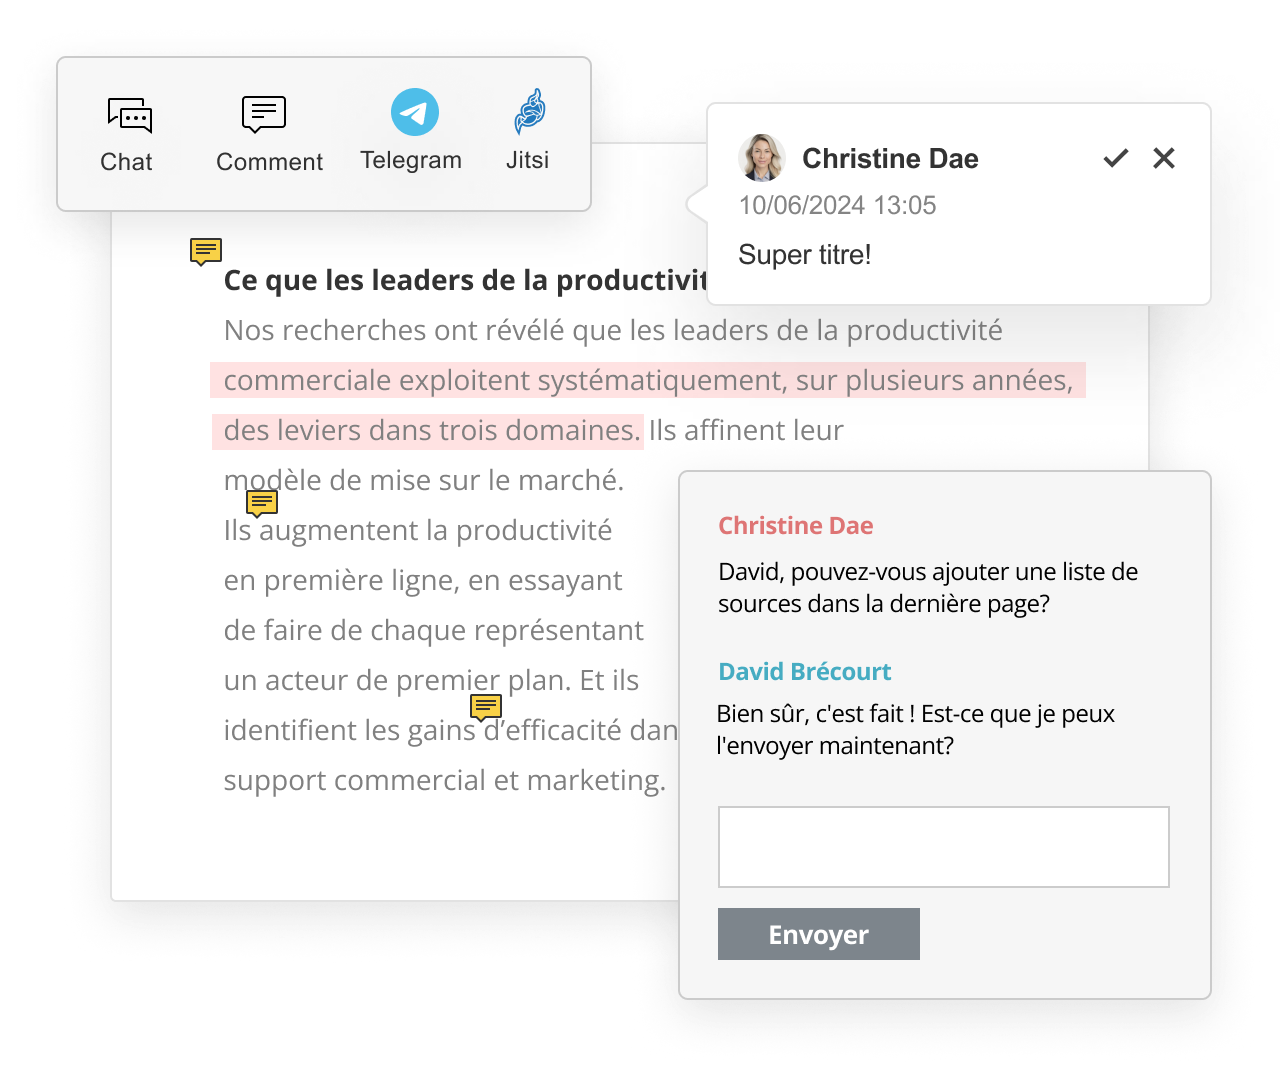 Chat
Comment
Telegram
Jitsi
Christine Dae
10/06/2024 13:05
Super titre!
Ce que les leaders de la
Nos recherches ont révélé que les leaders de la productivité
commerciale exploitent systématiquement, sur plusieurs années,
des leviers dans trois domaines. Ils affinent leur
modèle de mise sur le marché.
Ils augmentent la productivité
en première ligne, en essayant
de faire de chaque représentant
un acteur de premier plan. Et ils
identifient les gains d’efficacité dan
support commercial et marketing.
Christine Dae
David, pouvez-vous ajouter une liste de
sources dans la dernière page?
David Brécourt
Bien sûr, c'est fait ! Est-ce que je peux
l'envoyer maintenant?
Envoyer